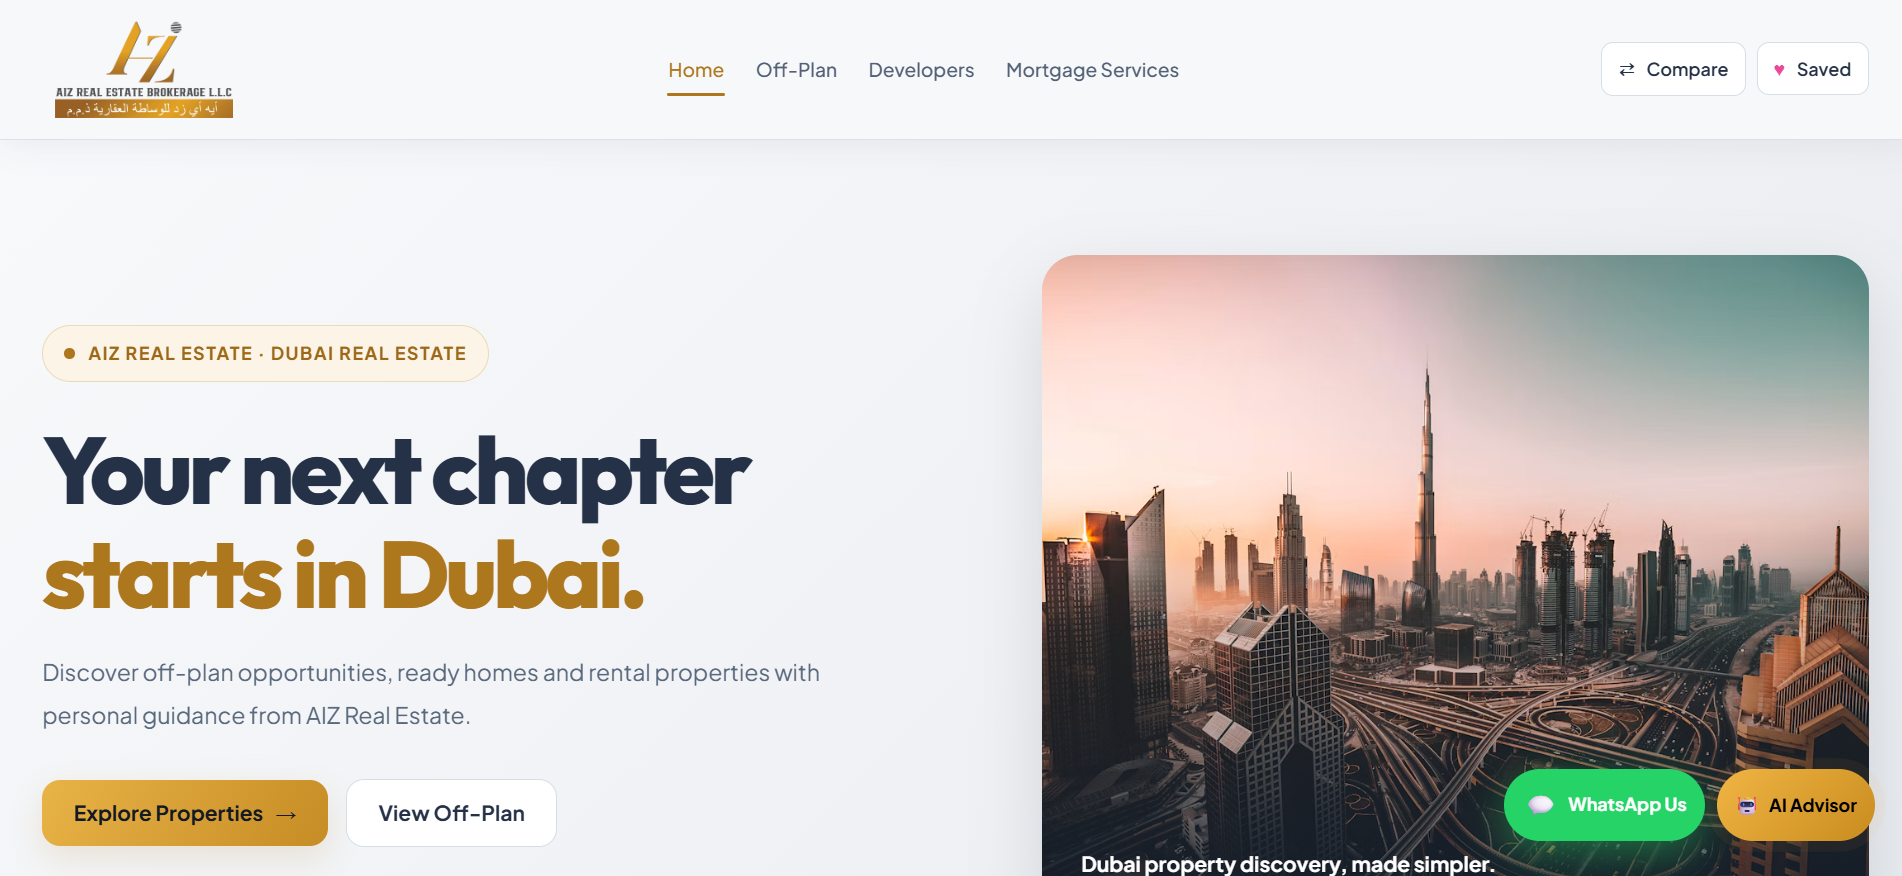 AIZ REAL ESTATE BROKERAGE L.L.C
أيه أي زد للوساطة العقارية ذ.م.م
Home
Off-Plan
Developers
Mortgage Services
Compare
Saved
AIZ REAL ESTATE · DUBAI REAL ESTATE
Your next chapter
starts in Dubai.
Discover off-plan opportunities, ready homes and rental properties with
personal guidance from AIZ Real Estate.
Explore Properties →
View Off-Plan
WhatsApp Us
AI Advisor
Dubai property discovery, made simpler.